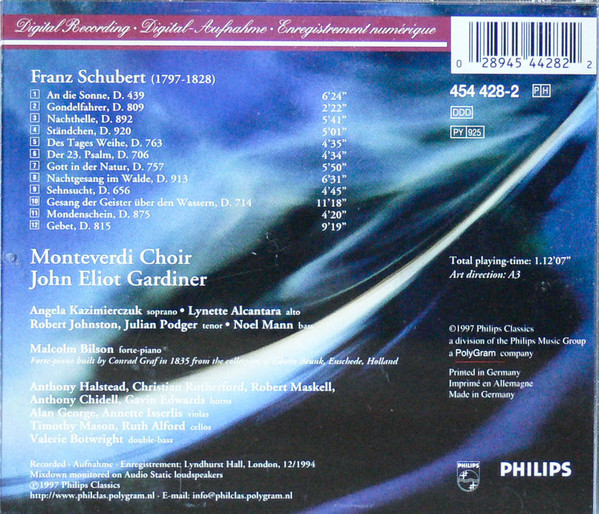 Digital Recording · Digital-Aufnahme · Enregistrement numérique
0 28945 44282 2
454 428-2 PH
DDD
PY 925
Franz Schubert (1797-1828)
1 An die Sonne, D. 439 6'24"
2 Gondelfahrer, D. 809 2'22"
3 Nachthelle, D. 892 5'41"
4 Ständchen, D. 920 5'01"
5 Des Tages Weihe, D. 763 4'35"
6 Der 23. Psalm, D. 706 4'34"
7 Gott in der Natur, D. 757 5'50"
8 Nachtgesang im Walde, D. 913 6'31"
9 Sehnsucht, D. 656 4'45"
10 Gesang der Geister über den Wassern, D. 714 11'18"
11 Mondenschein, D. 875 4'20"
12 Gebet, D. 815 9'19"
Monteverdi Choir
John Eliot Gardiner
Total playing-time: 1.12'07"
Art direction: A3
Angela Kazimierczuk soprano · Lynette Alcantara alto
Robert Johnston, Julian Podger tenor · Noel Mann bass
Malcolm Bilson forte-piano
Forte-piano built by Conrad Graf in 1835 from the collection of Edwin Beunk, Enschede, Holland
Anthony Halstead, Christian Rutherford, Robert Maskell,
Anthony Chidell, Gavin Edwards horns
Alan George, Annette Isserlis violas
Timothy Mason, Ruth Alford cellos
Valerie Botwright double-bass
©1997 Philips Classics
a division of the Philips Music Group
a PolyGram company
Printed in Germany
Imprimé en Allemagne
Made in Germany
Recorded · Aufnahme · Enregistrement; Lyndhurst Hall, London, 12/1994
Mixdown monitored on Audio Static loudspeakers
℗1997 Philips Classics
http://www.philclas.polygram.nl - E-mail: info@philclas.polygram.nl
PHILIPS
PHILIPS